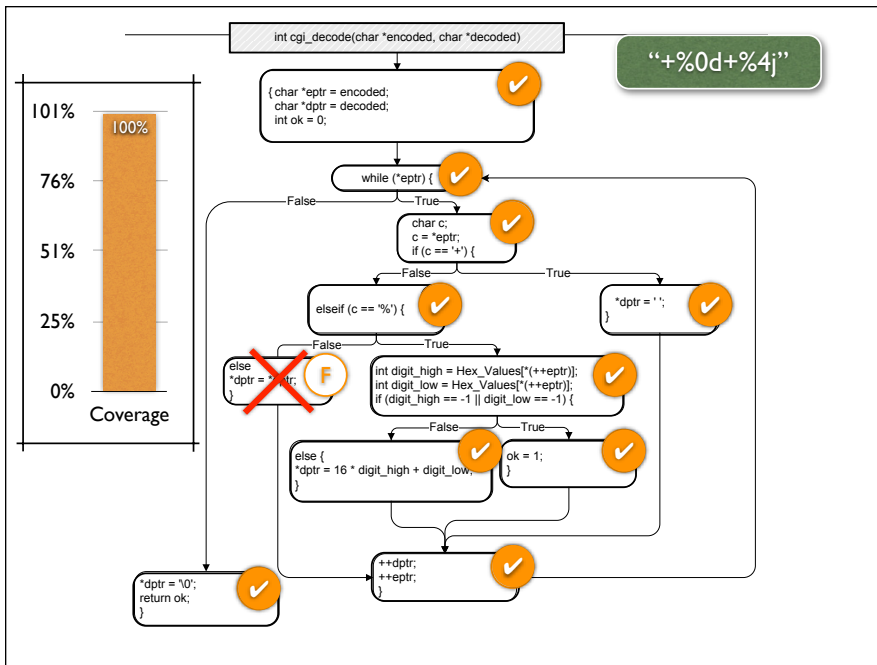 int cgi_decode(char *encoded, char *decoded)
“+%0d+%4j”
{ char *eptr = encoded;
char *dptr = decoded;
int ok = 0;
101%
100%
76%
51%
25%
0%
Coverage
while (*eptr) {
False
True
char c;
c = *eptr;
if (c == '+') {
False
True
elseif (c == '%') {
*dptr = ' ';
}
False
True
else
*dptr = *eptr;
}
F
int digit_high = Hex_Values[*(++eptr)];
int digit_low = Hex_Values[*(++eptr)];
if (digit_high == -1 || digit_low == -1) {
False
True
else {
*dptr = 16 * digit_high + digit_low;
}
ok = 1;
}
++dptr;
++eptr;
}
*dptr = '\0';
return ok;
}